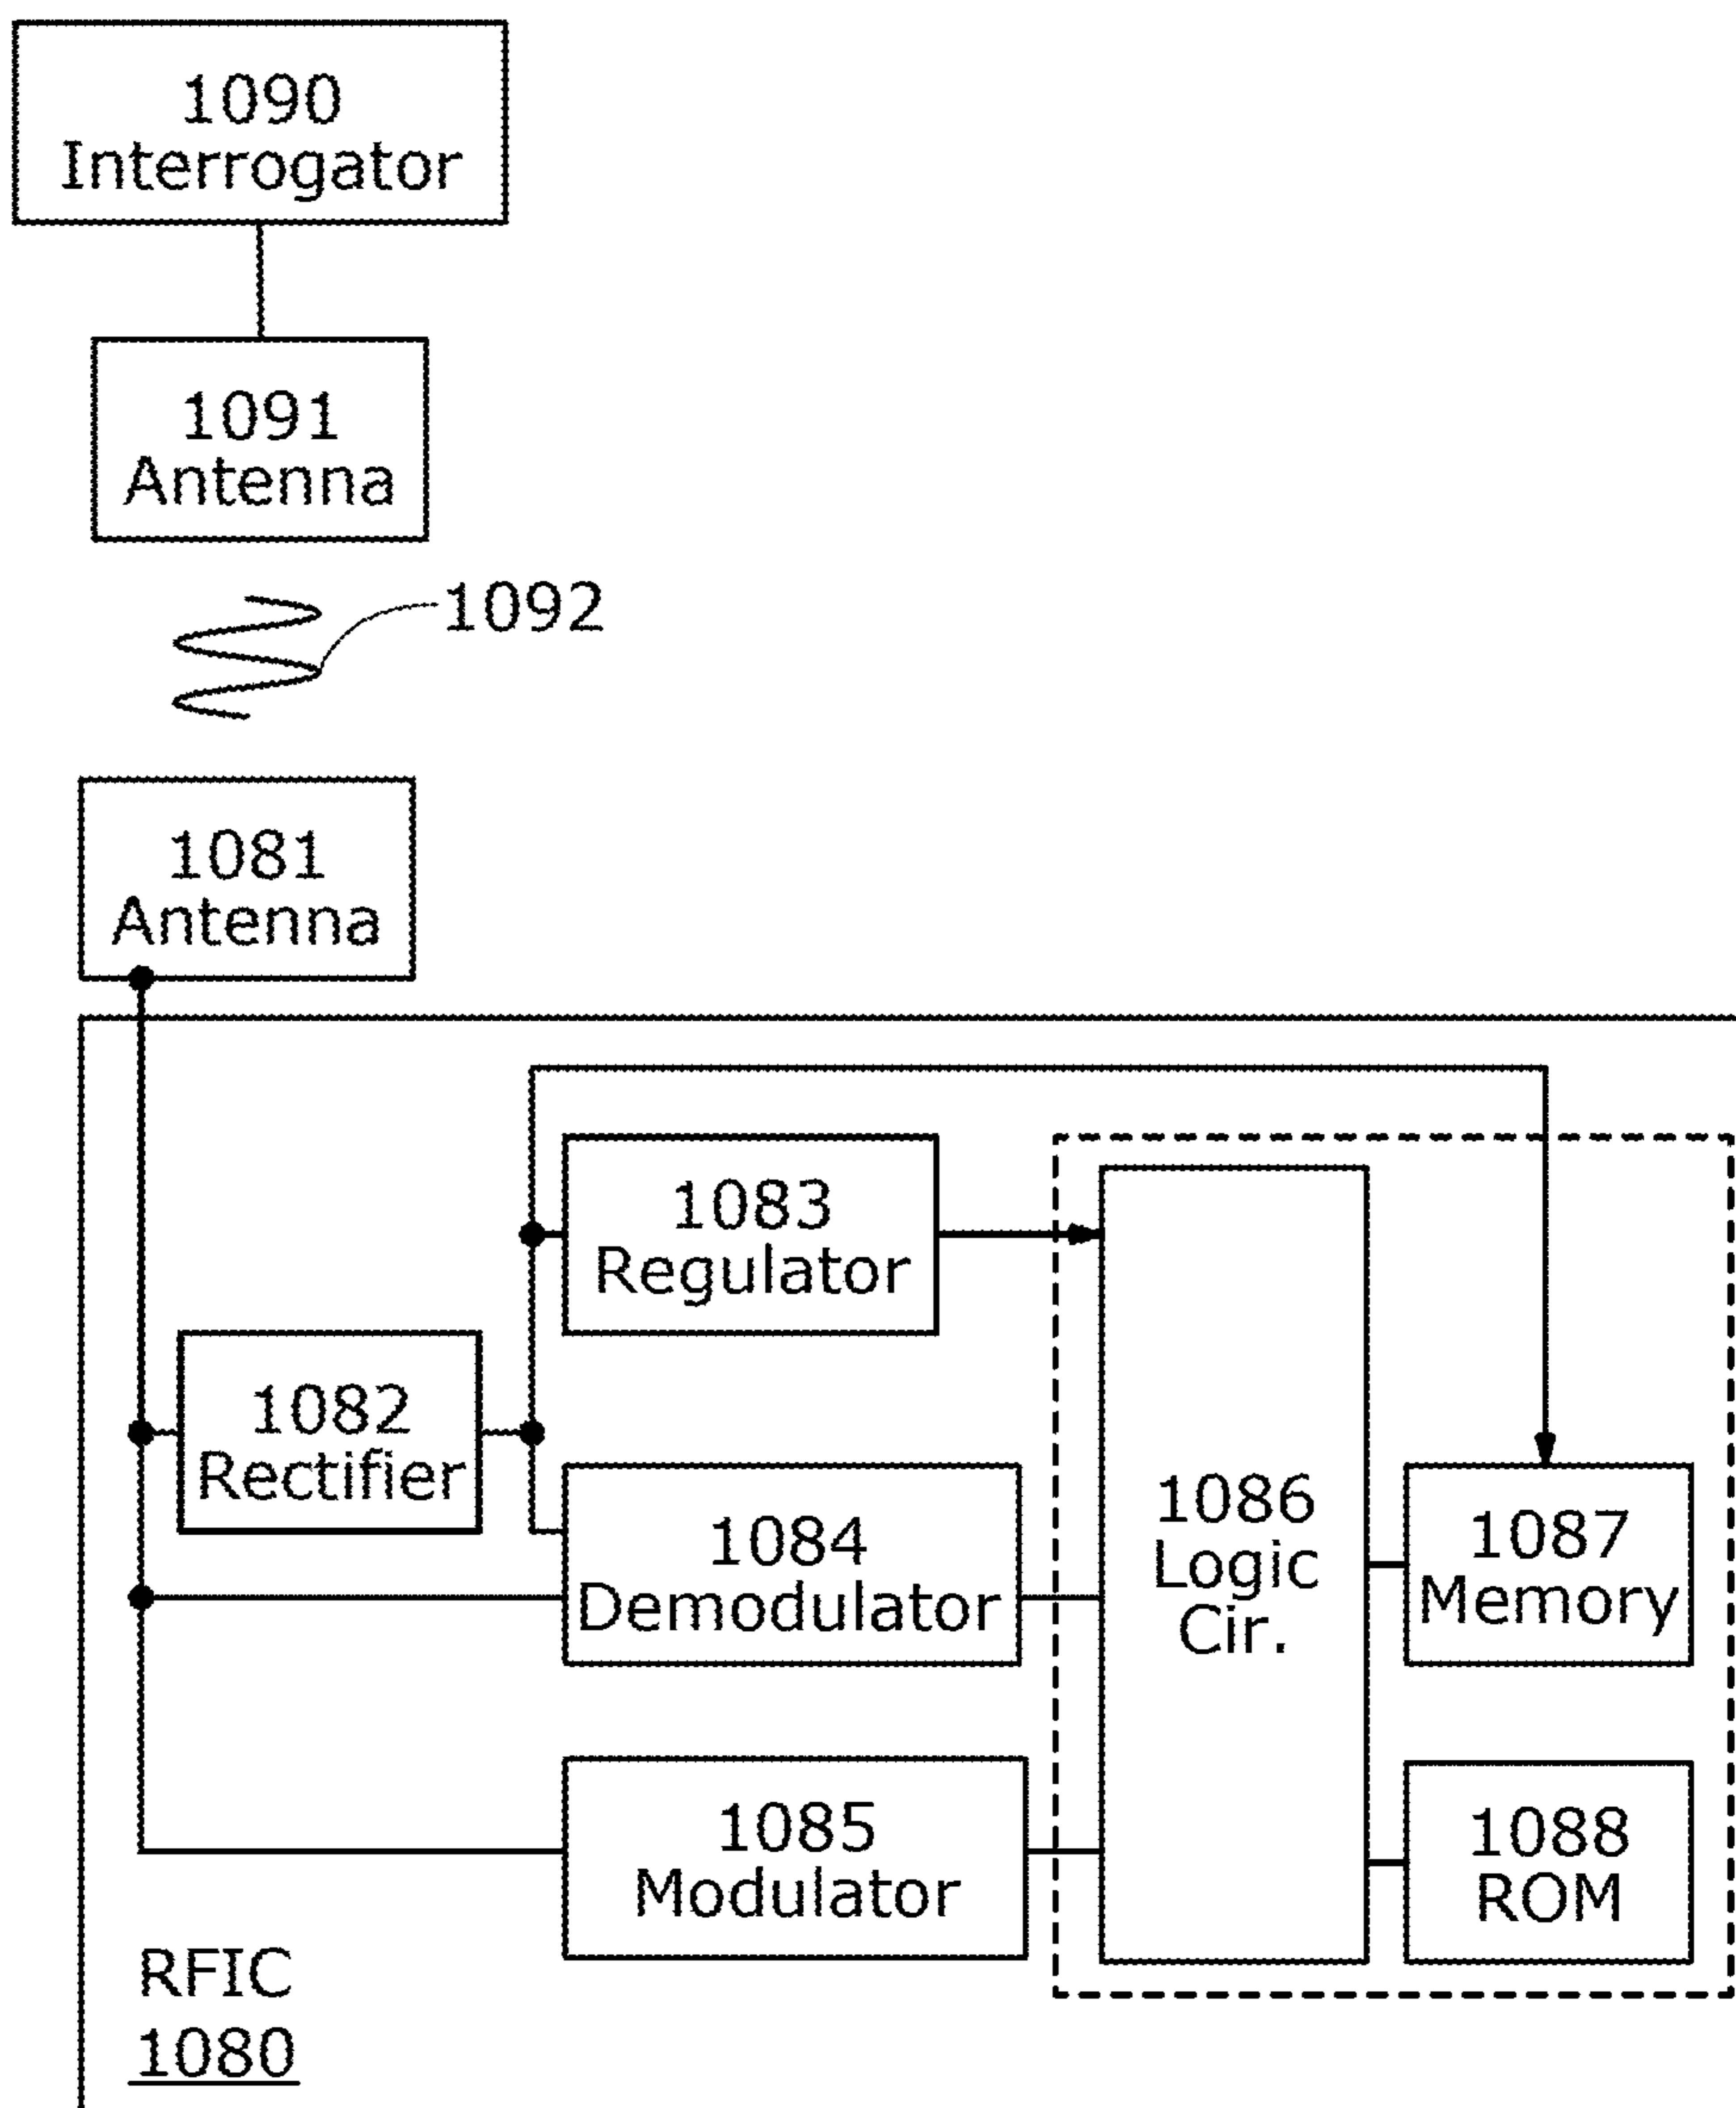 1090
Interrogator
1091
Antenna
1092
1081
Antenna
1083
Regulator
1082
Rectifier
1084
Demodulator
1086
Logic
Cir.
1087
Memory
1085
Modulator
1088
ROM
RFIC
1080